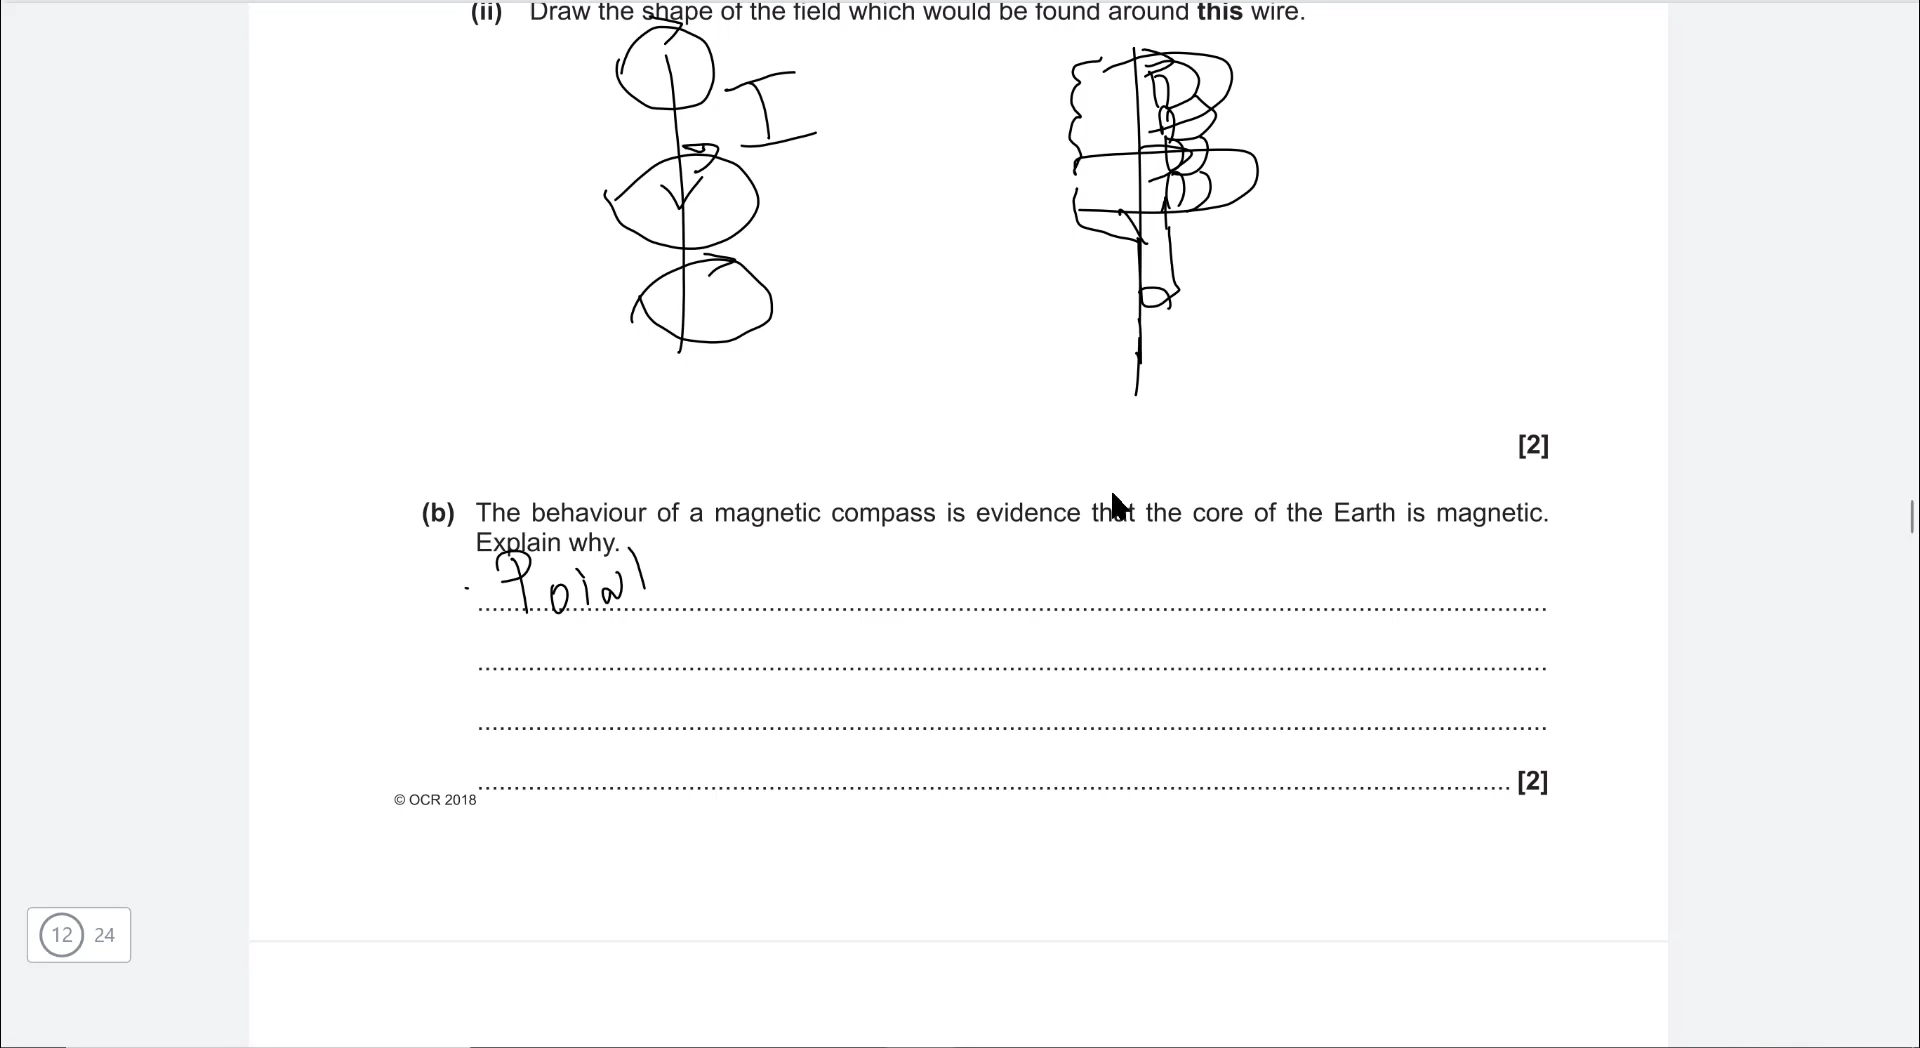 (ii) Draw the shape of the field which would be found around this wire.
I
[2]
(b) The behaviour of a magnetic compass is evidence that the core of the Earth is magnetic.
Explain why.
Point
[2]
© OCR 2018
12 24